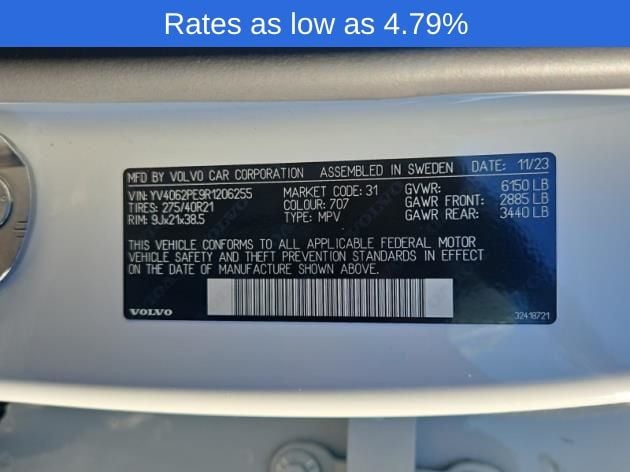 Rates as low as 4.79%
MFD BY VOLVO CAR CORPORATION ASSEMBLED IN SWEDEN DATE: 11/23
VIN: YV4062PE9R1206255 MARKET CODE: 31 GVWR: 6150 LB
TIRES: 275/40R21 COLOUR: 707 GAWR FRONT: 2885 LB
RIM: 9Jx21x38.5 TYPE: MPV GAWR REAR: 3440 LB
THIS VEHICLE CONFORMS TO ALL APPLICABLE FEDERAL MOTOR
VEHICLE SAFETY AND THEFT PREVENTION STANDARDS IN EFFECT
ON THE DATE OF MANUFACTURE SHOWN ABOVE.
VOLVO 32418721